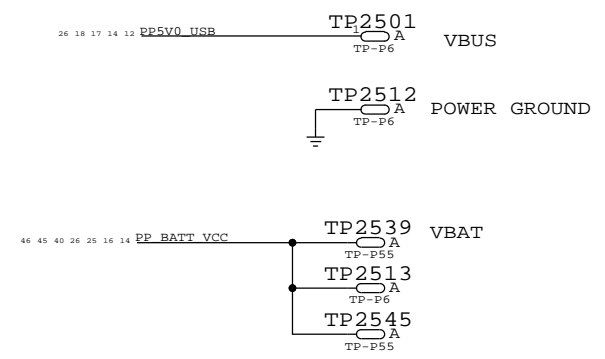 TP2501
26 18 17 14 12 PP5V0_USB 1 A VBUS
TP-P6
TP2512
A POWER GROUND
TP-P6
TP2539
46 45 40 26 25 16 14 PP_BATT_VCC A VBAT
TP-P55
TP2513
A
TP-P6
TP2545
A
TP-P55